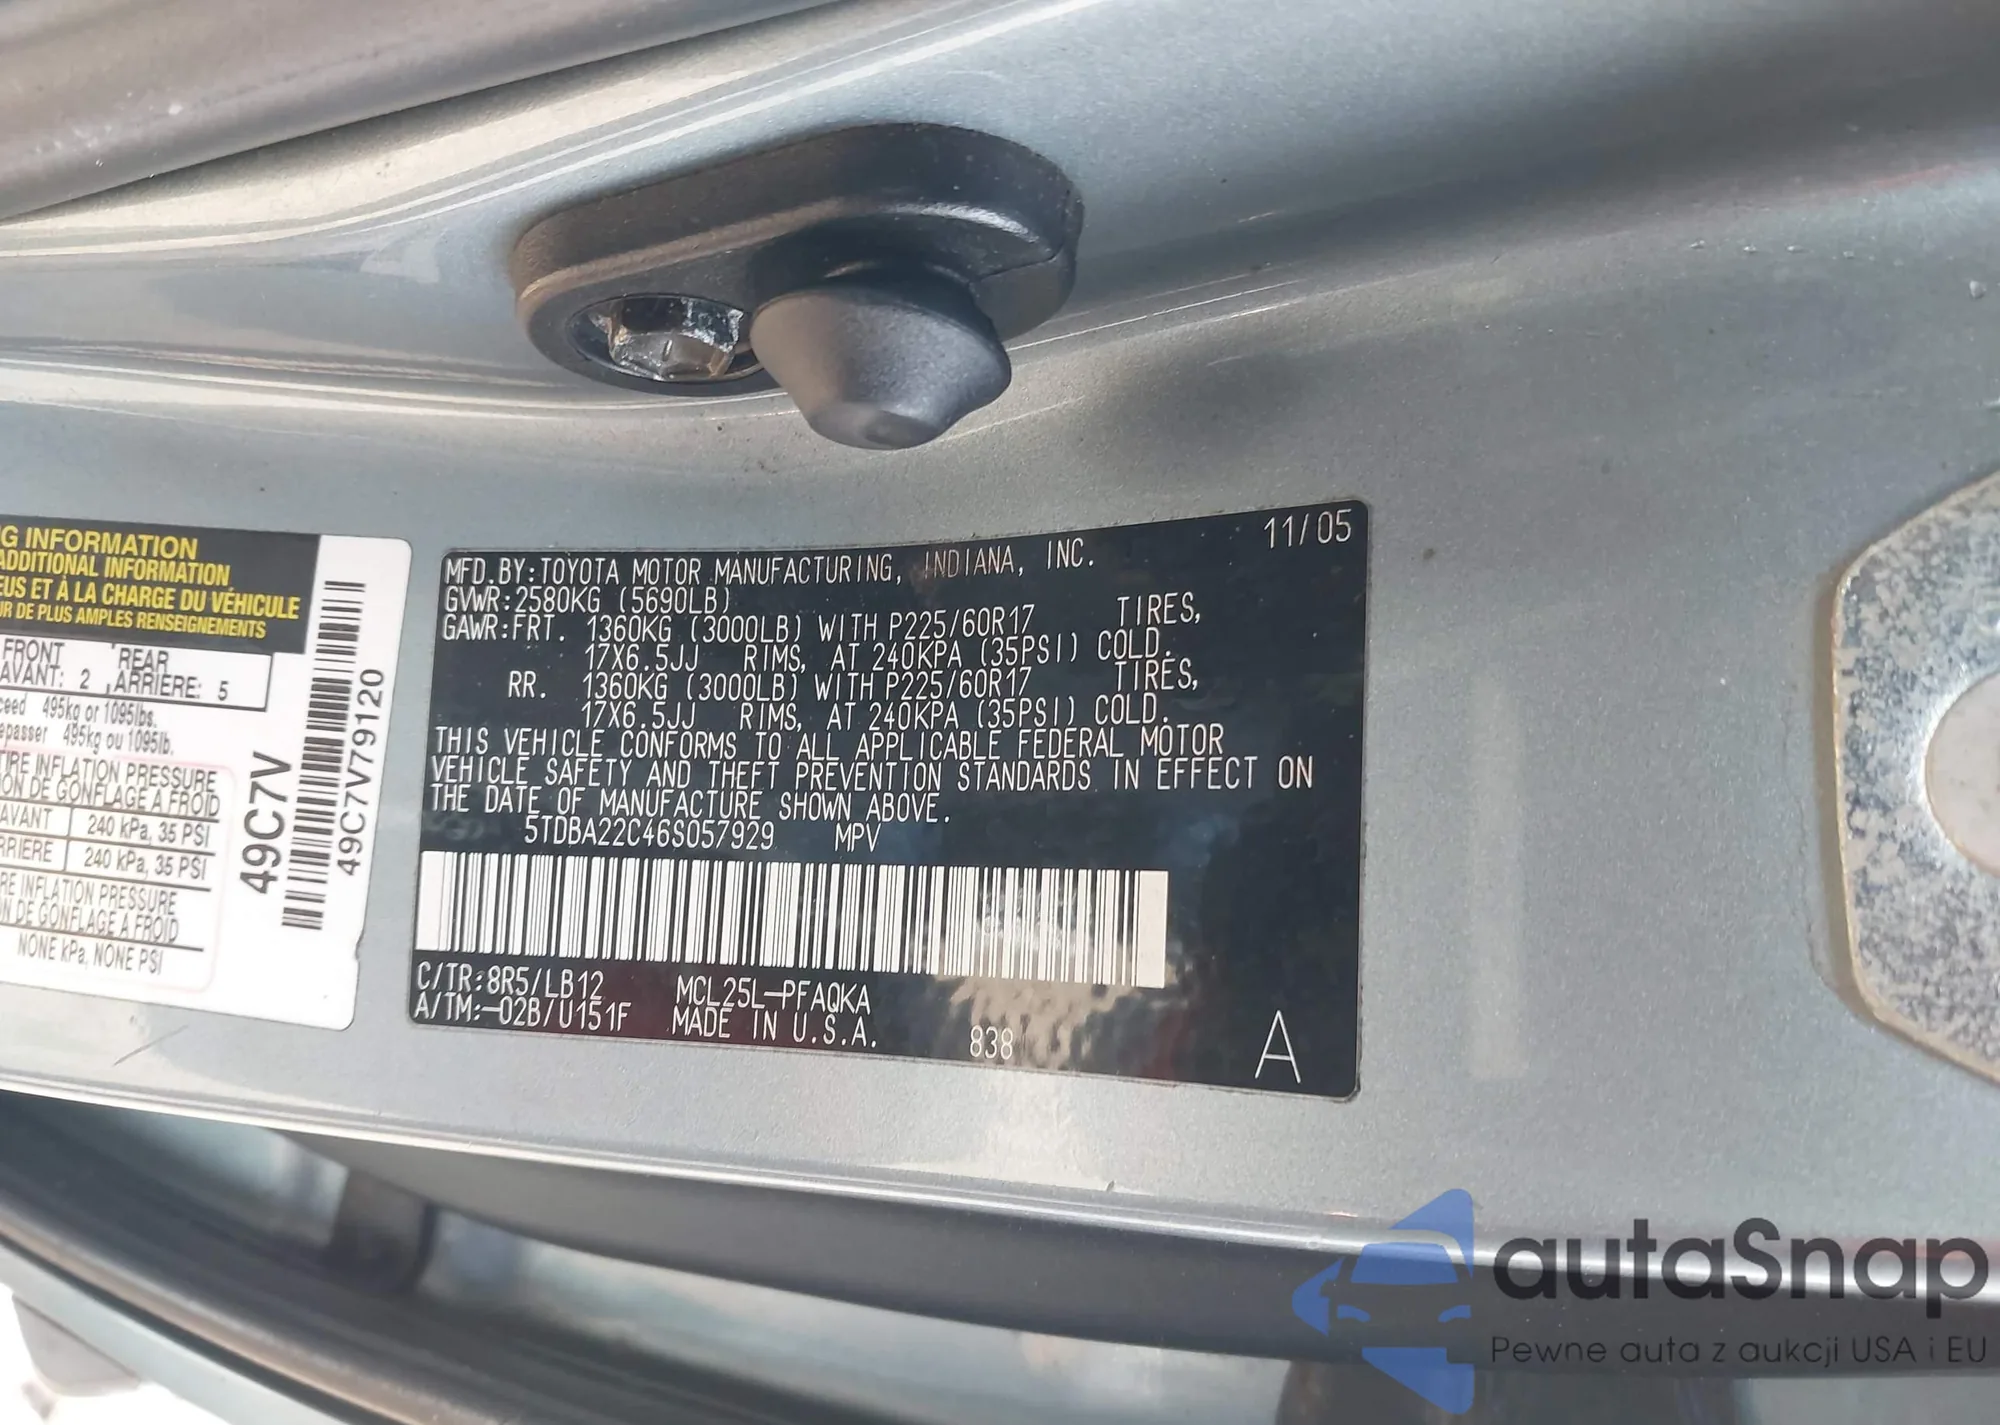 G INFORMATION
ADDITIONAL INFORMATION
EUS ET À LA CHARGE DU VÉHICULE
UR DE PLUS AMPLES RENSEIGNEMENTS
FRONT REAR
AVANT: 2 ARRIÈRE: 5
ceed 495kg or 1095lbs.
epasser 495kg ou 1095lb.
TIRE INFLATION PRESSURE
ON DE GONFLAGE À FROID
AVANT 240 kPa, 35 PSI
RRIÈRE 240 kPa, 35 PSI
RE INFLATION PRESSURE
N DE GONFLAGE À FROID
NONE kPa, NONE PSI
49C7V
49C7V79120
11/05
MFD.BY:TOYOTA MOTOR MANUFACTURING, INDIANA, INC.
GVWR:2580KG (5690LB)
GAWR:FRT. 1360KG (3000LB) WITH P225/60R17 TIRES,
17X6.5JJ RIMS, AT 240KPA (35PSI) COLD.
RR. 1360KG (3000LB) WITH P225/60R17 TIRES,
17X6.5JJ RIMS, AT 240KPA (35PSI) COLD.
THIS VEHICLE CONFORMS TO ALL APPLICABLE FEDERAL MOTOR
VEHICLE SAFETY AND THEFT PREVENTION STANDARDS IN EFFECT ON
THE DATE OF MANUFACTURE SHOWN ABOVE.
5TDBA22C46S057929 MPV
C/TR:8R5/LB12 MCL25L-PFAQKA
A/TM:-02B/U151F MADE IN U.S.A. 838 A
autaSnap
Pewne auta z aukcji USA i EU